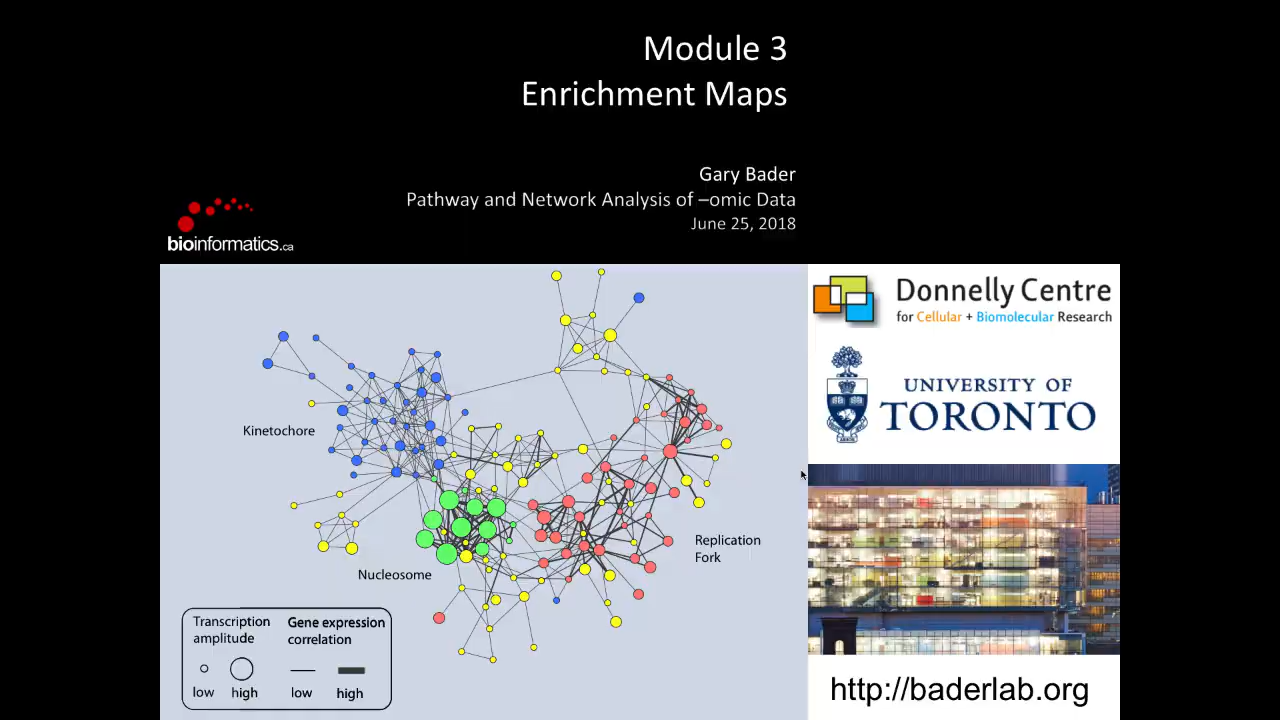 Module 3
Enrichment Maps
Gary Bader
Pathway and Network Analysis of –omic Data
June 25, 2018
bioinformatics.ca
Donnelly Centre
for Cellular + Biomolecular Research
UNIVERSITY OF
TORONTO
Kinetochore
Nucleosome
Replication
Fork
Transcription
amplitude
low high
Gene expression
correlation
low high
http://baderlab.org